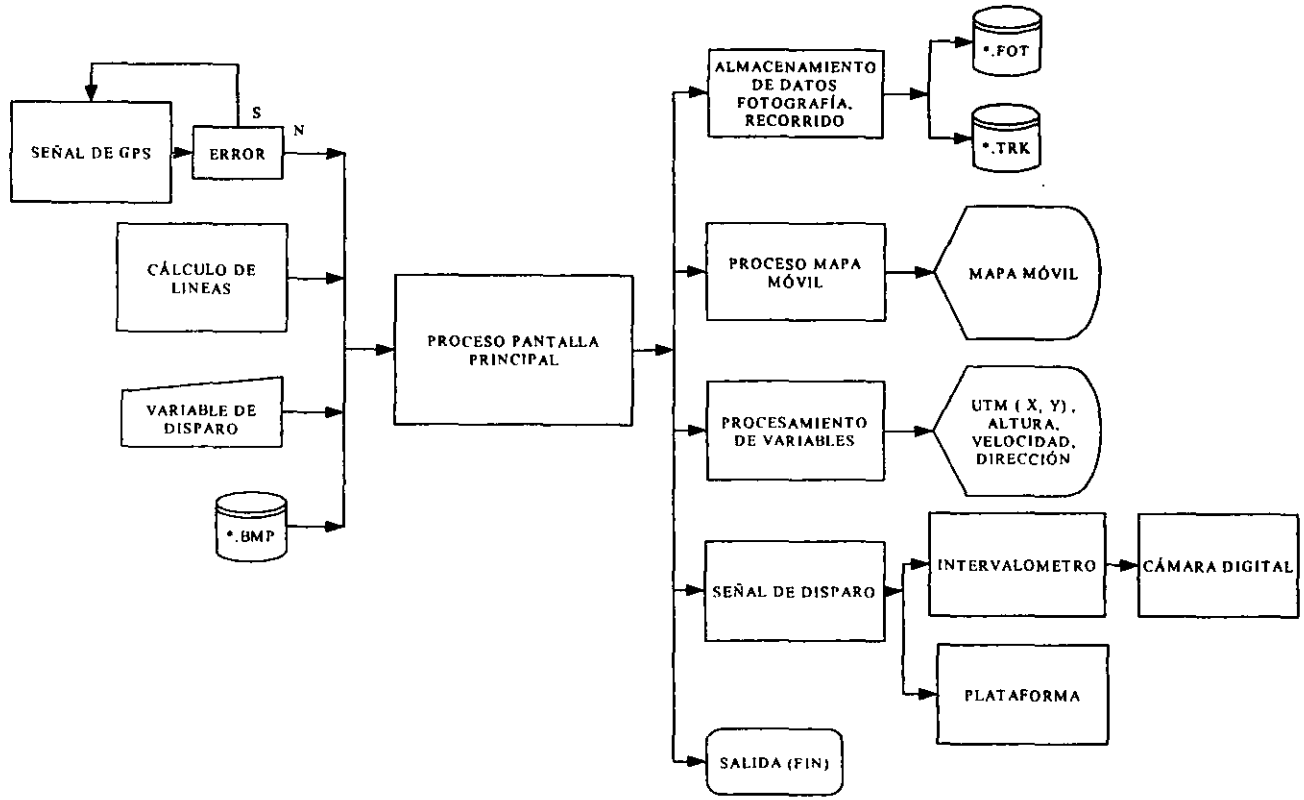 S
N
SEÑAL DE GPS
ERROR
CÁLCULO DE
LINEAS
VARIABLE DE
DISPARO
*.BMP
PROCESO PANTALLA
PRINCIPAL
ALMACENAMIENTO
DE DATOS
FOTOGRAFÍA,
RECORRIDO
*.FOT
*.TRK
PROCESO MAPA
MÓVIL
MAPA MÓVIL
PROCESAMIENTO
DE VARIABLES
UTM ( X, Y) ,
ALTURA,
VELOCIDAD,
DIRECCIÓN
SEÑAL DE DISPARO
INTERVALOMETRO
CÁMARA DIGITAL
PLATAFORMA
SALIDA (FIN)